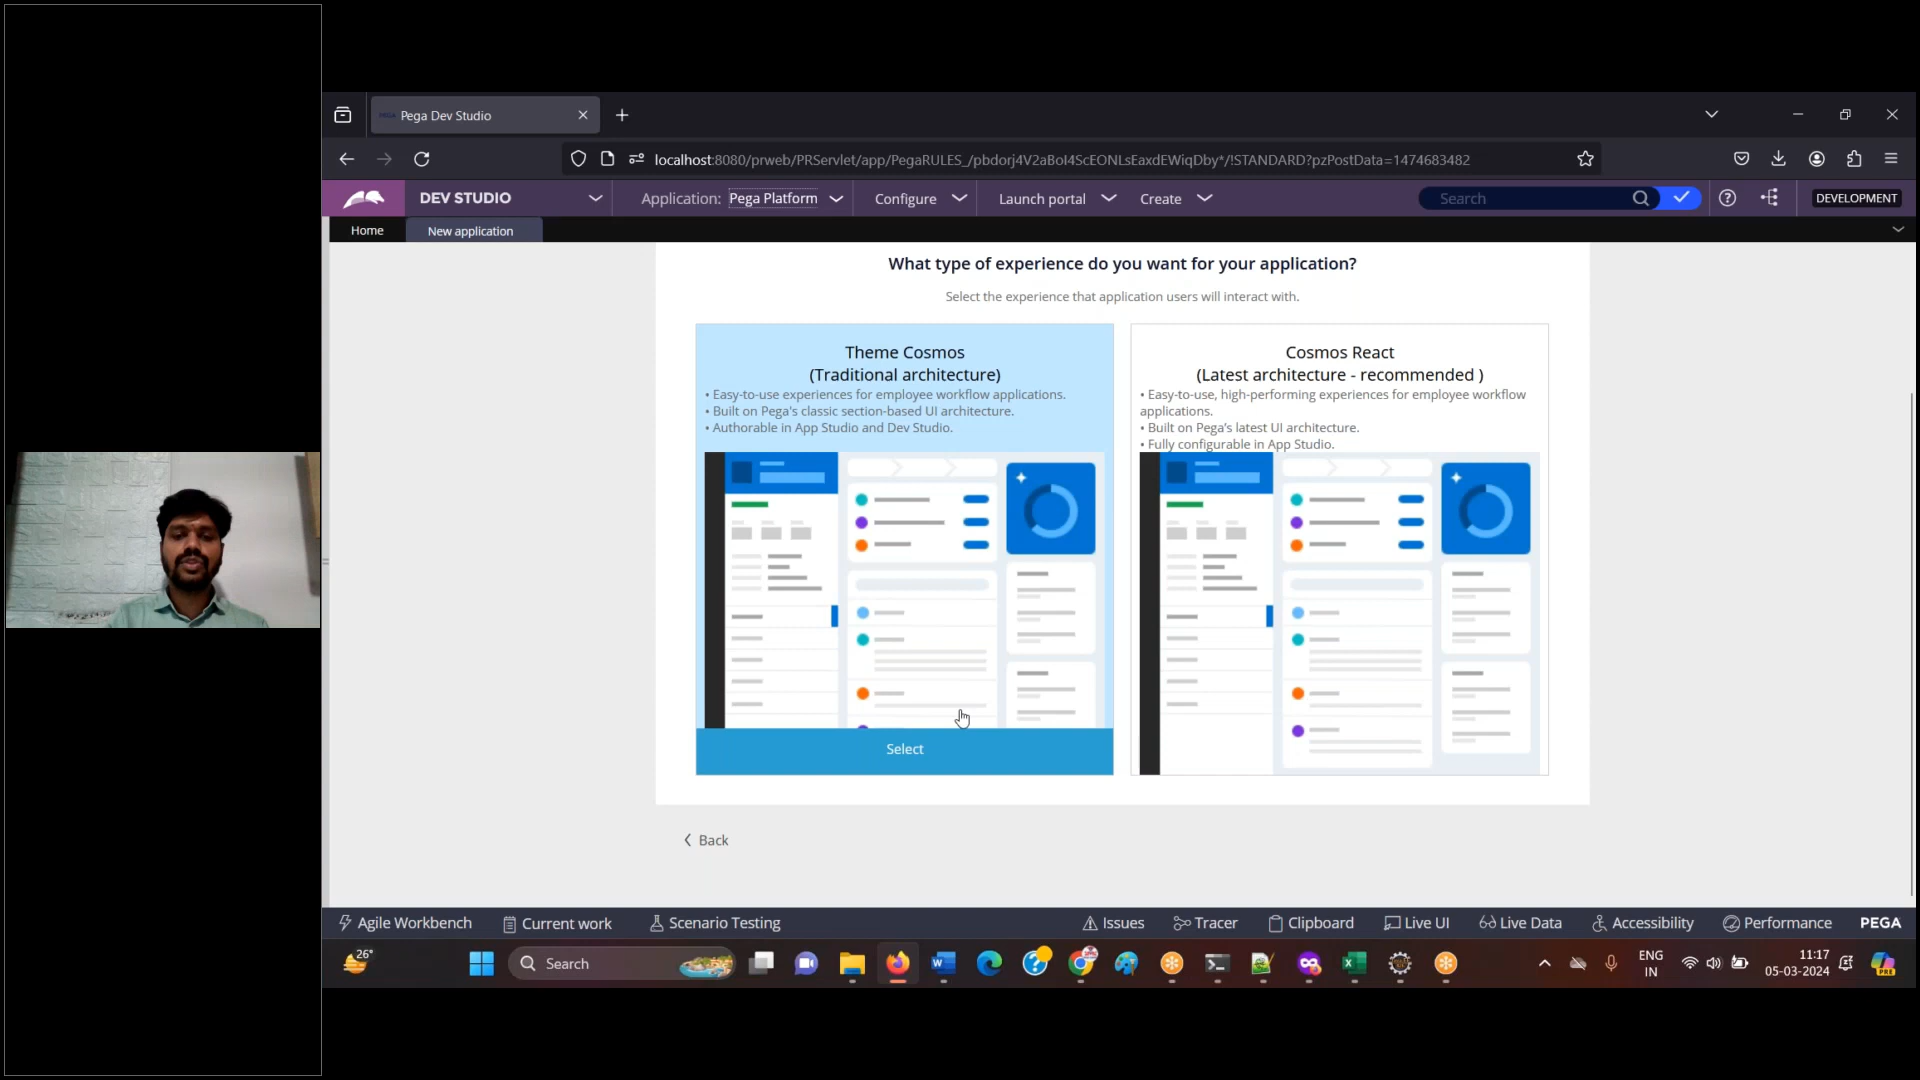 Pega Dev Studio
localhost:8080/prweb/PRServlet/app/PegaRULES_/pbdorj4V2aBoI4ScEONLsEaxdEWiqDby*/!STANDARD?pzPostData=1474683482
DEV STUDIO
Application: Pega Platform
Configure
Launch portal
Create
Search
DEVELOPMENT
Home
New application
What type of experience do you want for your application?
Select the experience that application users will interact with.
Theme Cosmos
(Traditional architecture)
• Easy-to-use experiences for employee workflow applications.
• Built on Pega's classic section-based UI architecture.
• Authorable in App Studio and Dev Studio.
Select
Cosmos React
(Latest architecture - recommended )
• Easy-to-use, high-performing experiences for employee workflow
applications.
• Built on Pega's latest UI architecture.
• Fully configurable in App Studio.
Back
Agile Workbench
Current work
Scenario Testing
Issues
Tracer
Clipboard
Live UI
Live Data
Accessibility
Performance
PEGA
26°
Search
ENG
IN
11:17
05-03-2024